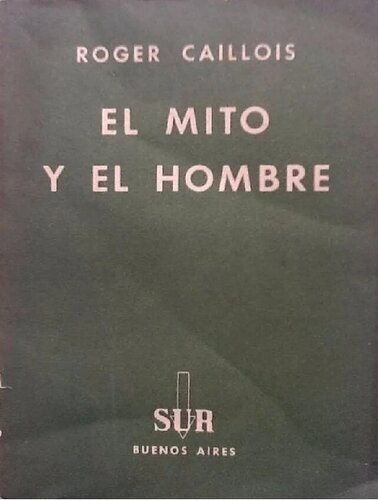 ROGER CAILLOIS
EL MITO
Y EL HOMBRE
SUR
BUENOS AIRES